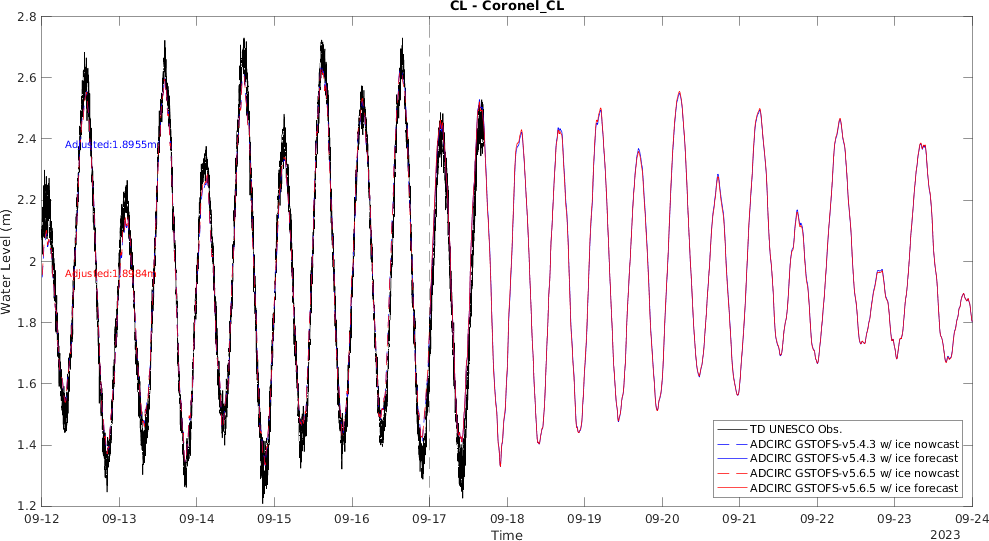 CL - Coronel_CL
2.8
2.6
2.4
2.2
2
1.8
1.6
1.4
1.2
Water Level (m)
Adjusted:1.8955m
Adjusted:1.8984m
TD UNESCO Obs.
ADCIRC GSTOFS-v5.4.3 w/ ice nowcast
ADCIRC GSTOFS-v5.4.3 w/ ice forecast
ADCIRC GSTOFS-v5.6.5 w/ ice nowcast
ADCIRC GSTOFS-v5.6.5 w/ ice forecast
09-12 09-13 09-14 09-15 09-16 09-17 09-18 09-19 09-20 09-21 09-22 09-23 09-24
Time
2023